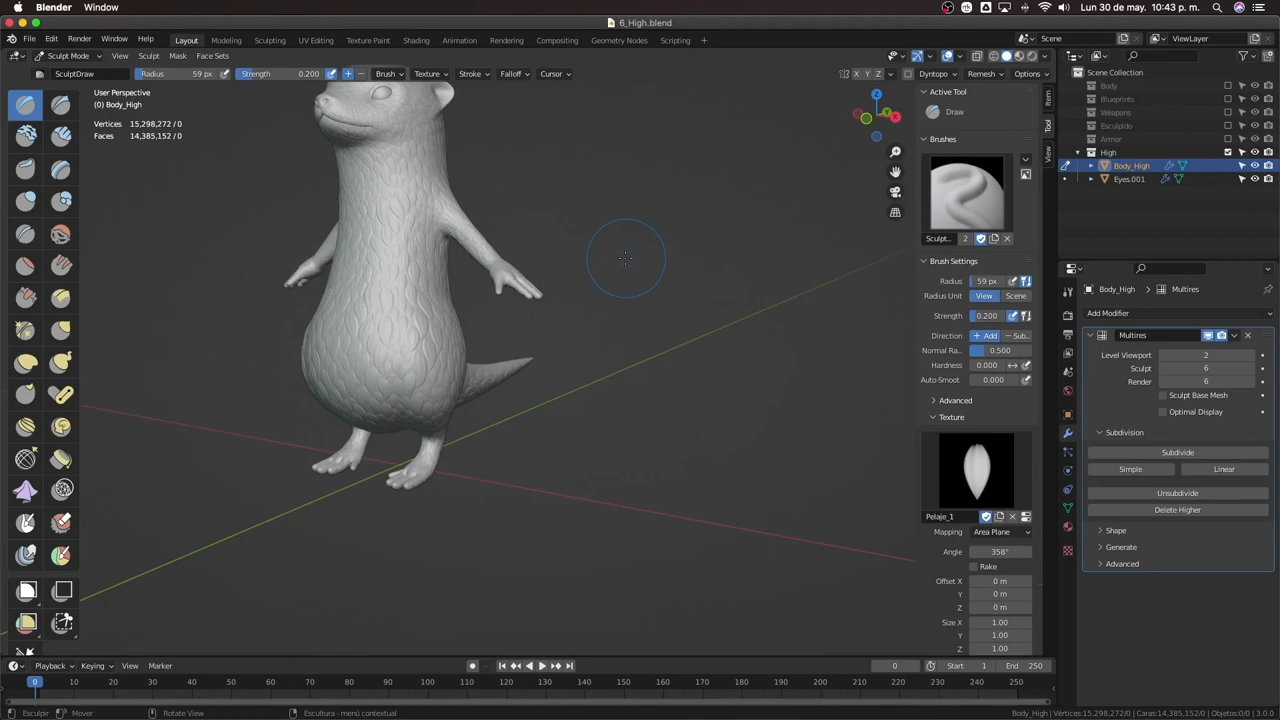 Blender Window Lun 30 de may. 10:43 p. m.
6_High.blend
File Edit Render Window Help Layout Modeling Sculpting UV Editing Texture Paint Shading Animation Rendering Compositing Geometry Nodes Scripting + Scene ViewLayer
Sculpt Mode View Sculpt Mask Face Sets
SculptDraw Radius 59 px Strength 0.200 + − Brush Texture Stroke Falloff Cursor X Y Z Dyntopo Remesh Options
User Perspective
(0) Body_High
Vertices 15,298,272 / 0
Faces 14,385,152 / 0
Z
X
Active Tool
Draw
Brushes
Sculpt.. 2
Brush Settings
Radius 59 px
Radius Unit View Scene
Strength 0.200
Direction + Add − Sub..
Normal Ra.. 0.500
Hardness 0.000
Auto-Smoot 0.000
Advanced
Texture
Pelaje_1
Mapping Area Plane
Angle 358°
Rake
Offset X 0 m
Y 0 m
Z 0 m
Size X 1.00
Y 1.00
Z 1.00
Item
Tool
View
Scene Collection
Body
Blueprints
Weapons
Esculpido
Armor
High
Body_High
Eyes.001
Body_High Multires
Add Modifier
Multires
Level Viewport 2
Sculpt 6
Render 6
Sculpt Base Mesh
Optimal Display
Subdivision
Subdivide
Simple Linear
Unsubdivide
Delete Higher
Shape
Generate
Advanced
Playback Keying View Marker 0 Start 1 End 250
0 10 20 30 40 50 60 70 80 90 100 110 120 130 140 150 160 170 180 190 200 210 220 230 240 250
Esculpir Mover Rotate View Escultura - menú contextual Body_High | Vértices:15,298,272/0 | Caras:14,385,152/0 | Objetos:0/0 | 3.0.0